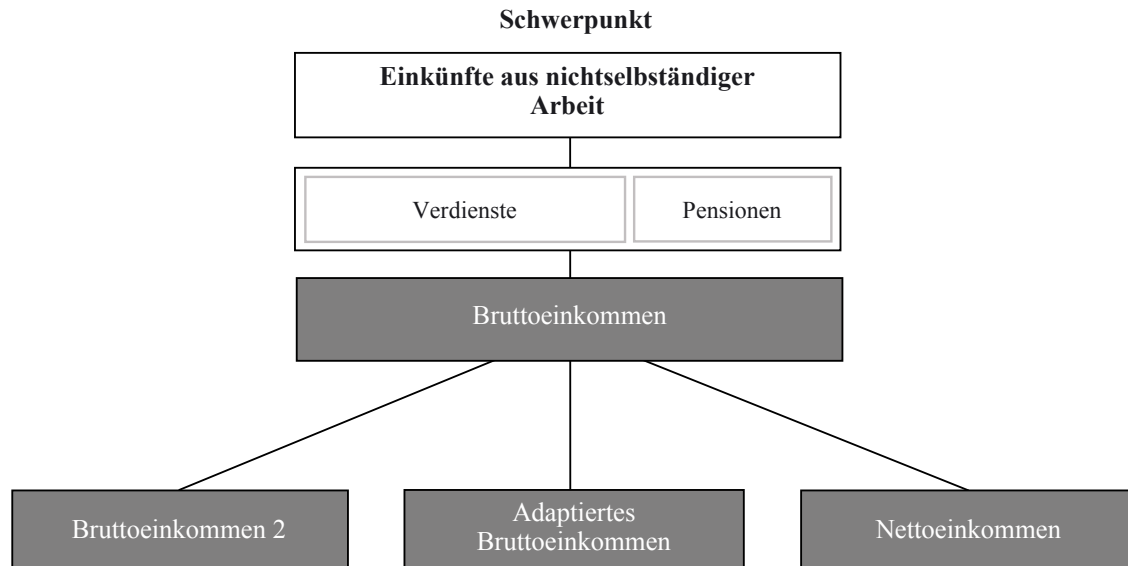 Schwerpunkt
Einkünfte aus nichtselbständiger
Arbeit
Verdienste
Pensionen
Bruttoeinkommen
Bruttoeinkommen 2
Adaptiertes
Bruttoeinkommen
Nettoeinkommen